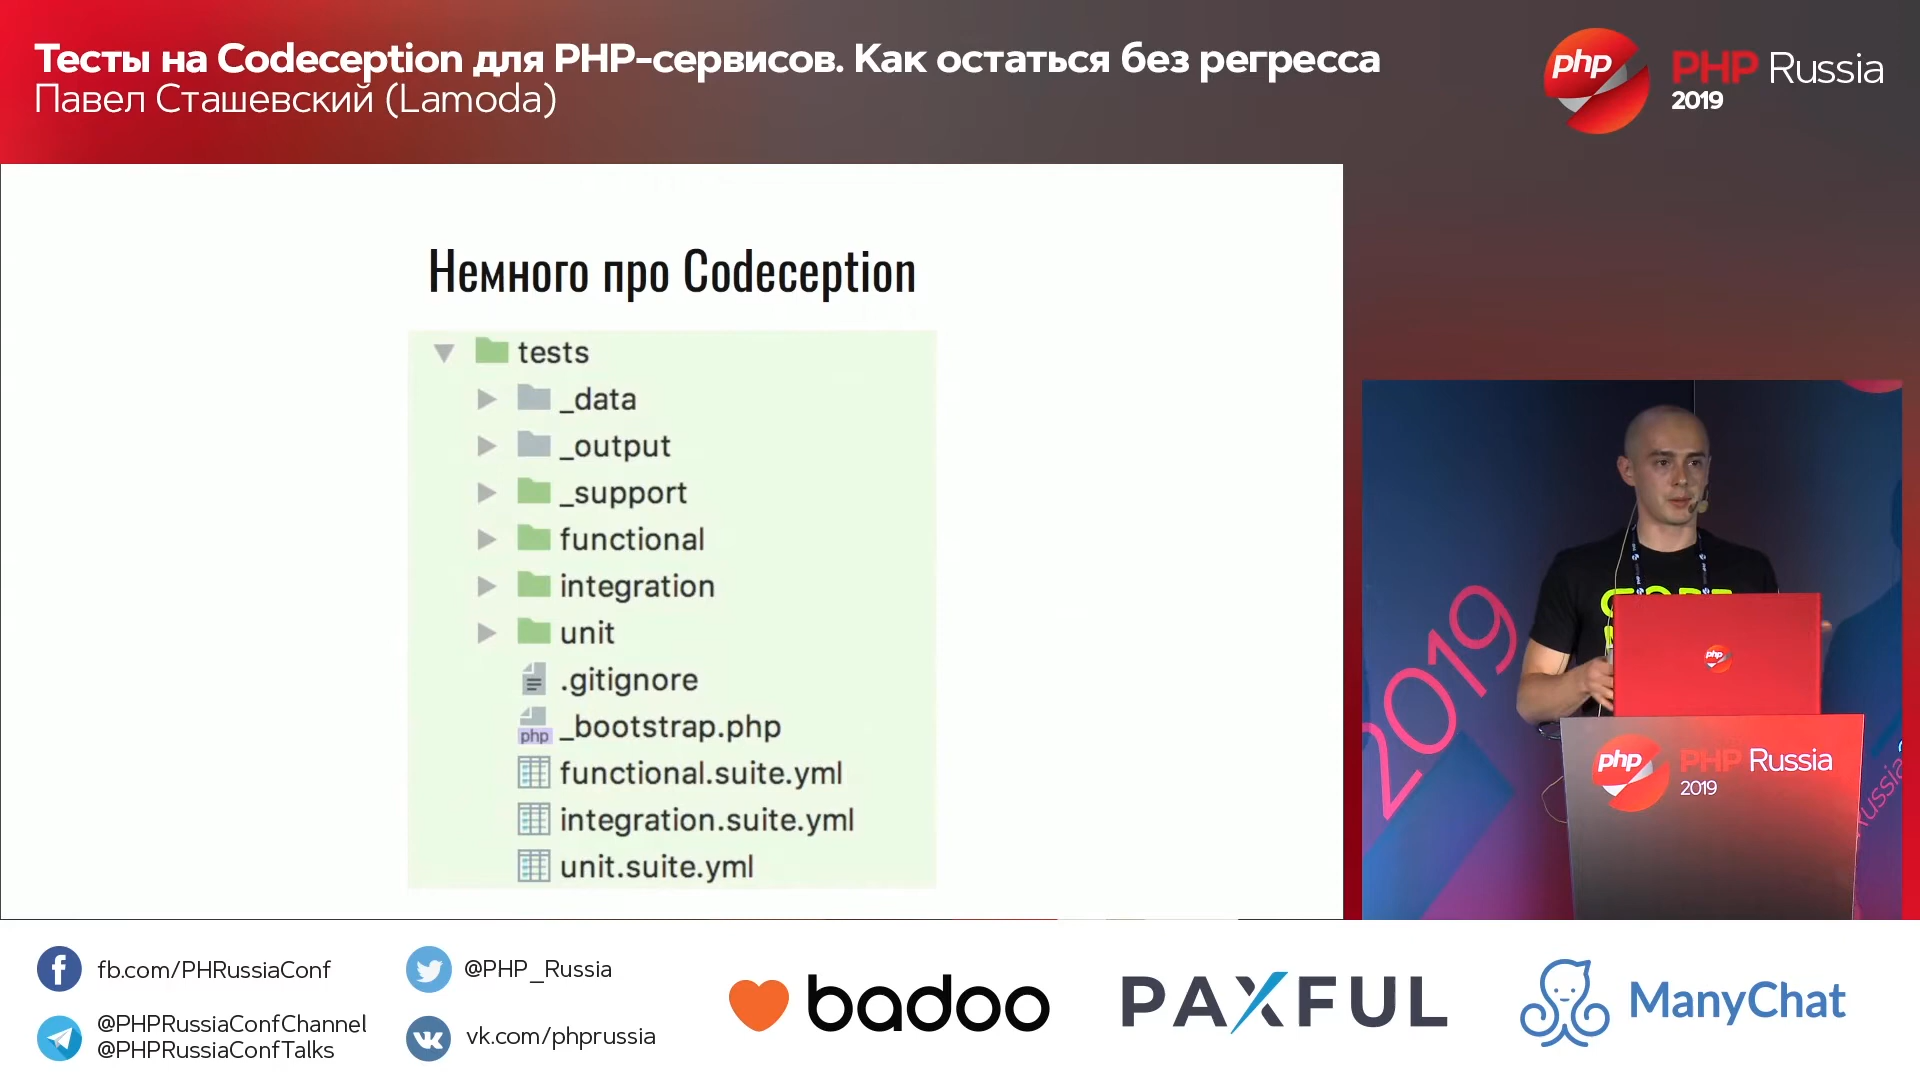 Тесты на Codeception для PHP-сервисов. Как остаться без регресса
Павел Сташевский (Lamoda)
php
PHP Russia
2019
Немного про Codeception
tests
_data
_output
_support
functional
integration
unit
.gitignore
php _bootstrap.php
functional.suite.yml
integration.suite.yml
unit.suite.yml
2019
php
php
PHP Russia
2019
fb.com/PHRussiaConf
@PHP_Russia
@PHPRussiaConfChannel
@PHPRussiaConfTalks
vk.com/phprussia
badoo
PAXFUL
ManyChat